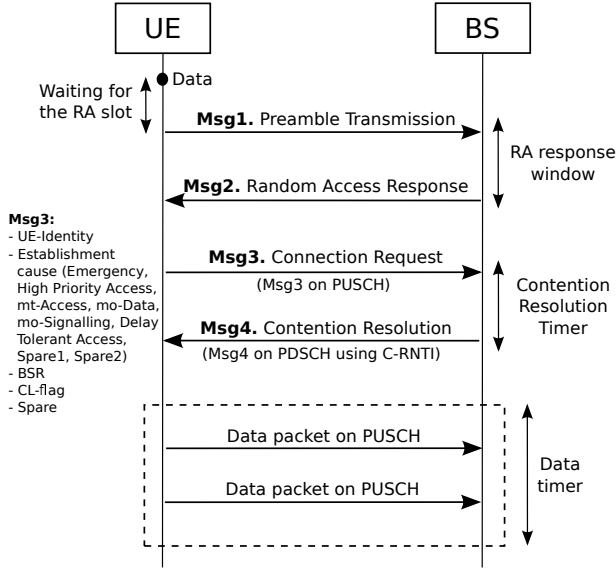 UE
BS
Data
Waiting for
the RA slot
Msg1. Preamble Transmission
RA response
window
Msg2. Random Access Response
Msg3:
- UE-Identity
- Establishment
cause (Emergency,
High Priority Access,
mt-Access, mo-Data,
mo-Signalling, Delay
Tolerant Access,
Spare1, Spare2)
- BSR
- CL-flag
- Spare
Msg3. Connection Request
(Msg3 on PUSCH)
Contention
Resolution
Timer
Msg4. Contention Resolution
(Msg4 on PDSCH using C-RNTI)
Data packet on PUSCH
Data packet on PUSCH
Data
timer